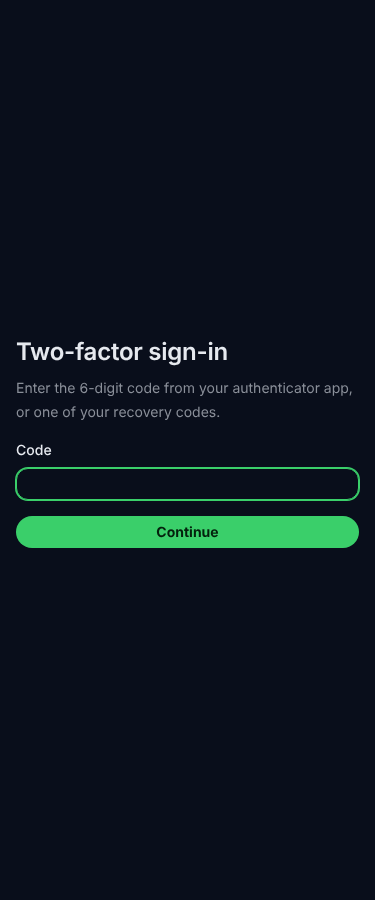 Two-factor sign-in
Enter the 6-digit code from your authenticator app,
or one of your recovery codes.
Code
Continue